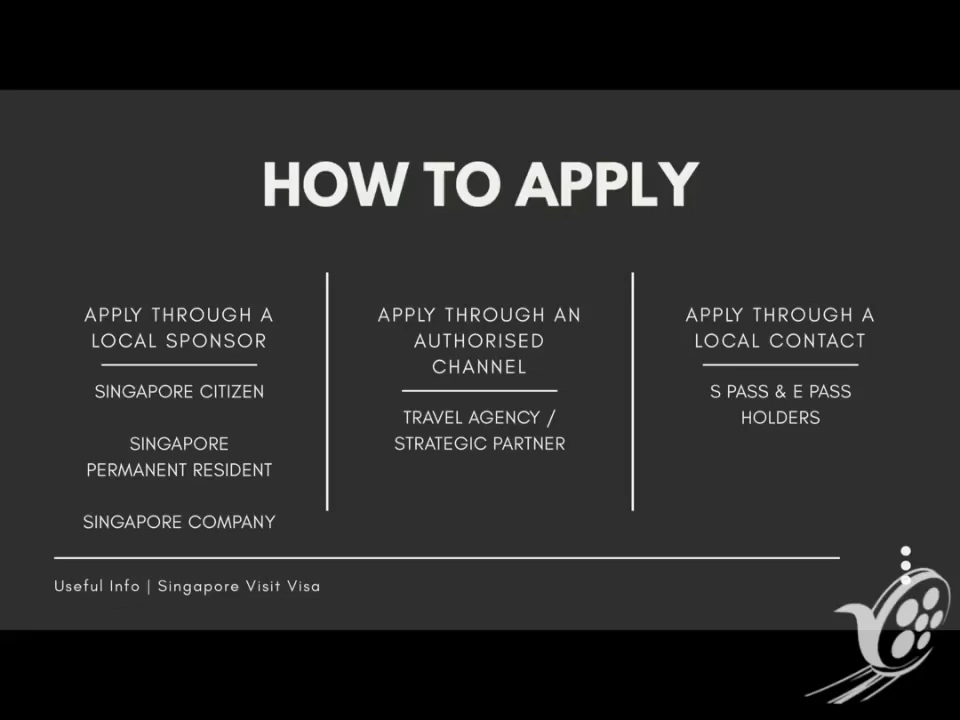 HOW TO APPLY
APPLY THROUGH A
LOCAL SPONSOR
SINGAPORE CITIZEN
SINGAPORE
PERMANENT RESIDENT
SINGAPORE COMPANY
APPLY THROUGH AN
AUTHORISED
CHANNEL
TRAVEL AGENCY /
STRATEGIC PARTNER
APPLY THROUGH A
LOCAL CONTACT
S PASS & E PASS
HOLDERS
Useful Info | Singapore Visit Visa